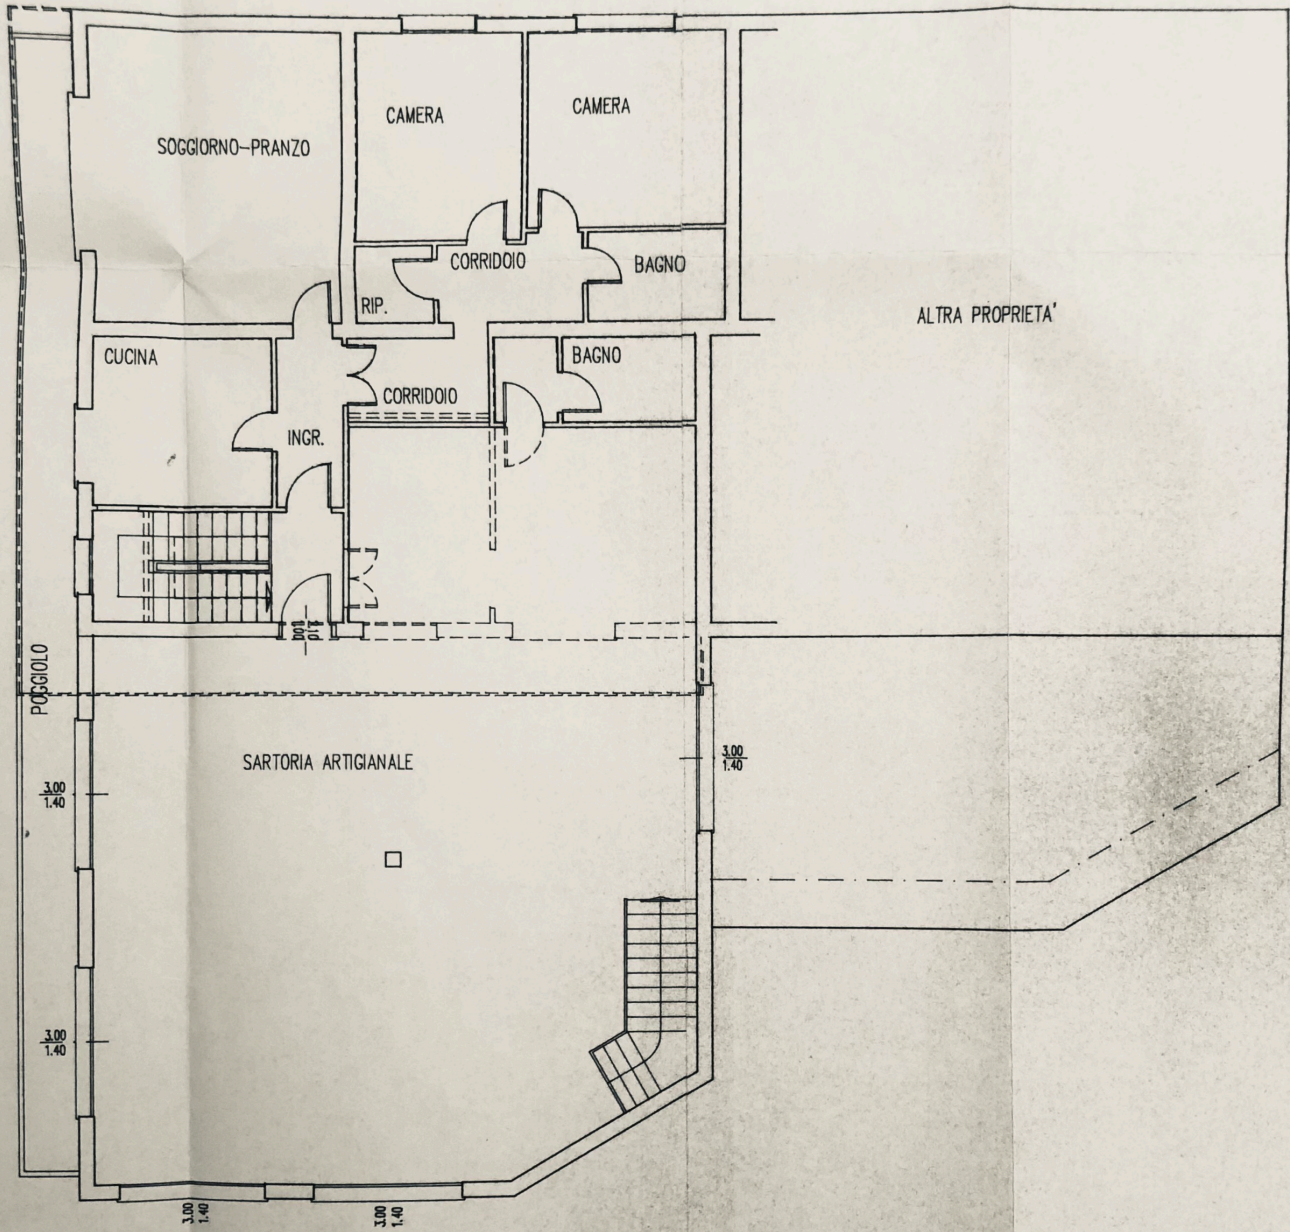 CAMERA
CAMERA
SOGGIORNO-PRANZO
CORRIDOIO
BAGNO
RIP.
ALTRA PROPRIETA'
CUCINA
BAGNO
CORRIDOIO
INGR.
POGGIOLO
SARTORIA ARTIGIANALE
3.00
1.40
3.00
1.40
3.00
1.40
3.00
1.40
3.00
1.40